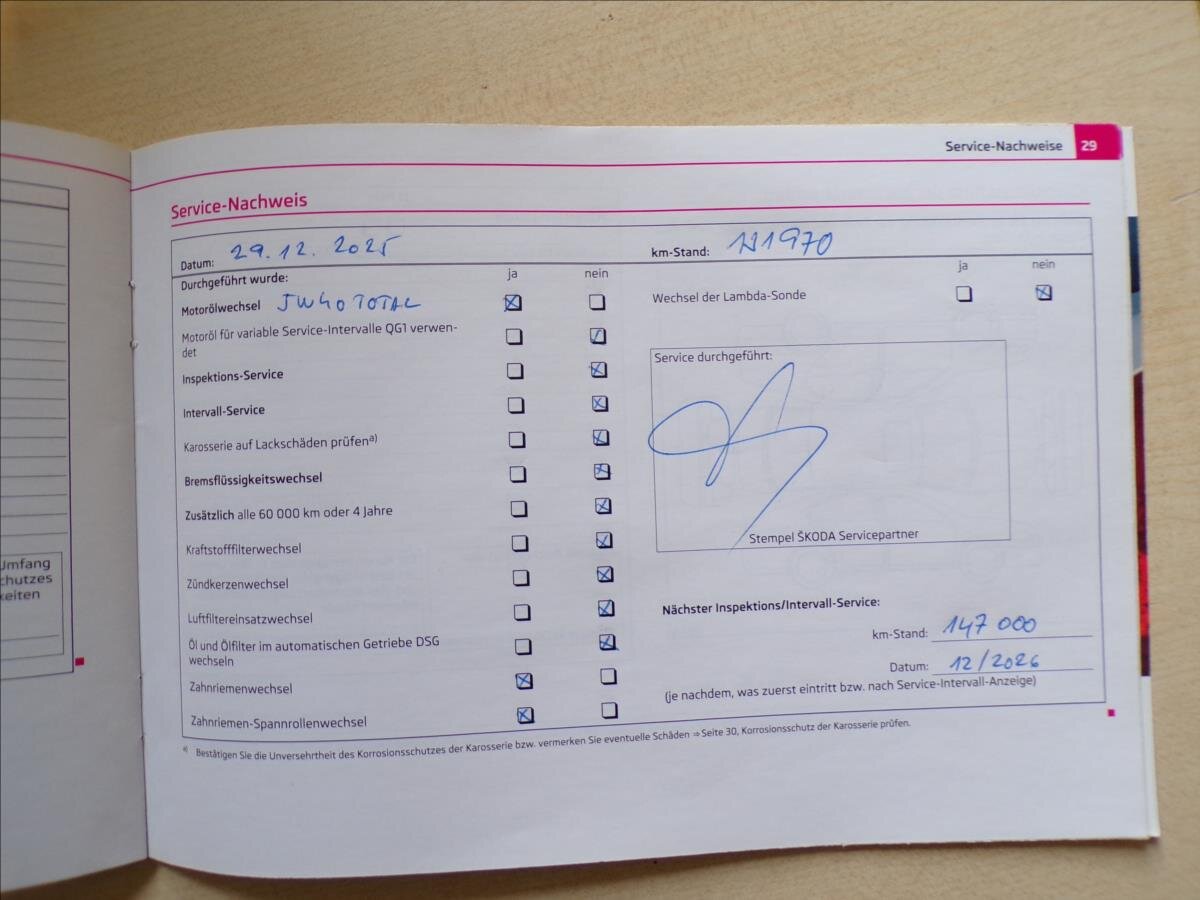 Service-Nachweise 29
Service-Nachweis
Datum: 29.12.2025
km-Stand:
Durchgeführt wurde: ja nein
Motorölwechsel 5W40 TOTAL
Motoröl für variable Service-Intervalle QG1 verwen-
det
Inspektions-Service
Intervall-Service
Karosserie auf Lackschäden prüfenᵃ⁾
Bremsflüssigkeitswechsel
Zusätzlich alle 60 000 km oder 4 Jahre
Kraftstofffilterwechsel
Zündkerzenwechsel
Luftfiltereinsatzwechsel
Öl und Ölfilter im automatischen Getriebe DSG
wechseln
Zahnriemenwechsel
Zahnriemen-Spannrollenwechsel
ja nein
Wechsel der Lambda-Sonde
Service durchgeführt:
Stempel ŠKODA Servicepartner
Nächster Inspektions/Intervall-Service:
km-Stand: 147 000
Datum: 12/2026
(je nachdem, was zuerst eintritt bzw. nach Service-Intervall-Anzeige)
ᵃ⁾ Bestätigen Sie die Unversehrtheit des Korrosionsschutzes der Karosserie bzw. vermerken Sie eventuelle Schäden ⇒ Seite 30, Korrosionsschutz der Karosserie prüfen.
Umfang
chutzes
keiten